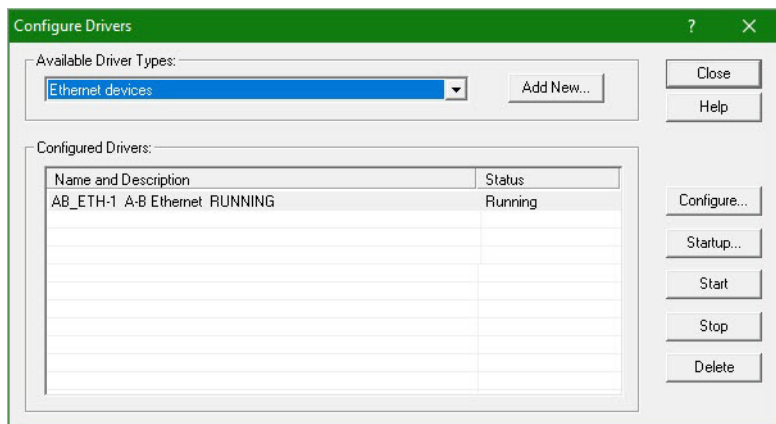 Configure Drivers
Available Driver Types:
Ethernet devices
Add New...
Close
Help
Configured Drivers:
Name and Description Status
AB_ETH-1 A-B Ethernet RUNNING Running
Configure...
Startup...
Start
Stop
Delete